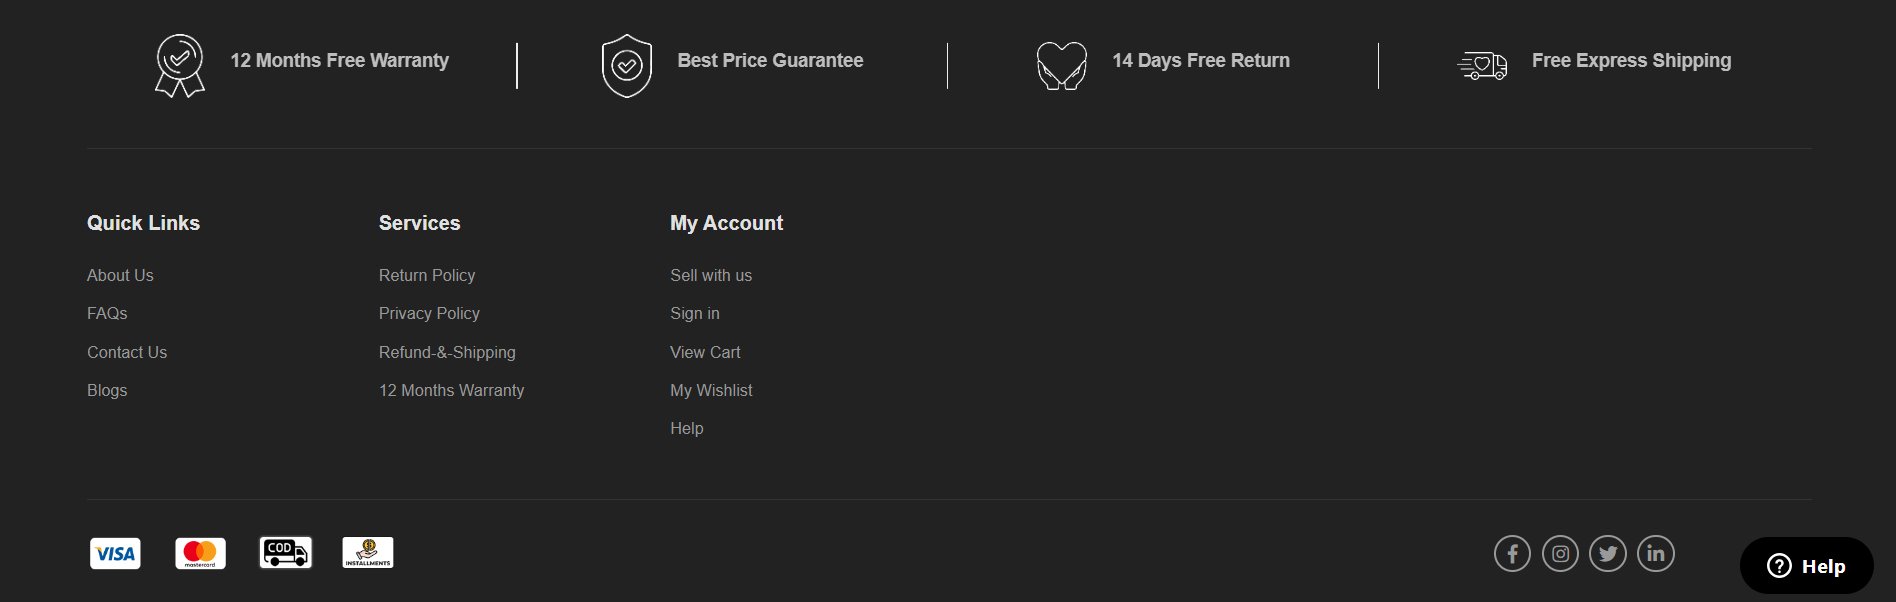 12 Months Free Warranty
Best Price Guarantee
14 Days Free Return
Free Express Shipping
Quick Links
About Us
FAQs
Contact Us
Blogs
Services
Return Policy
Privacy Policy
Refund-&-Shipping
12 Months Warranty
My Account
Sell with us
Sign in
View Cart
My Wishlist
Help
VISA
mastercard
COD
INSTALLMENTS
Help